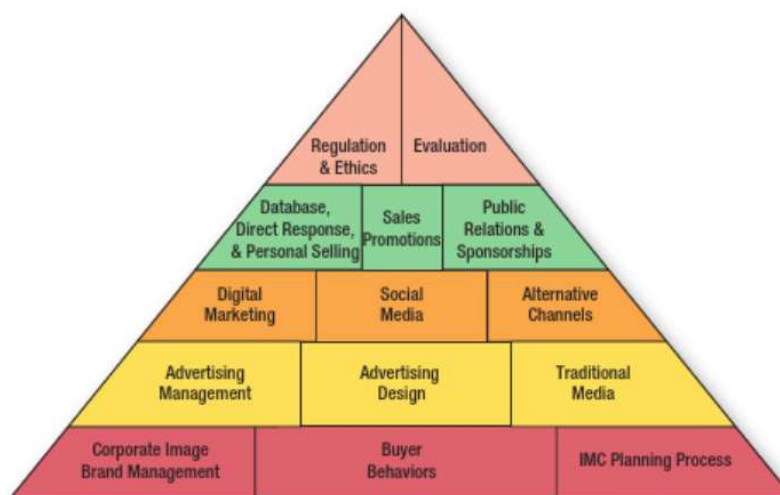 Regulation
& Ethics
Evaluation
Database,
Direct Response,
& Personal Selling
Sales
Promotions
Public
Relations &
Sponsorships
Digital
Marketing
Social
Media
Alternative
Channels
Advertising
Management
Advertising
Design
Traditional
Media
Corporate Image
Brand Management
Buyer
Behaviors
IMC Planning Process